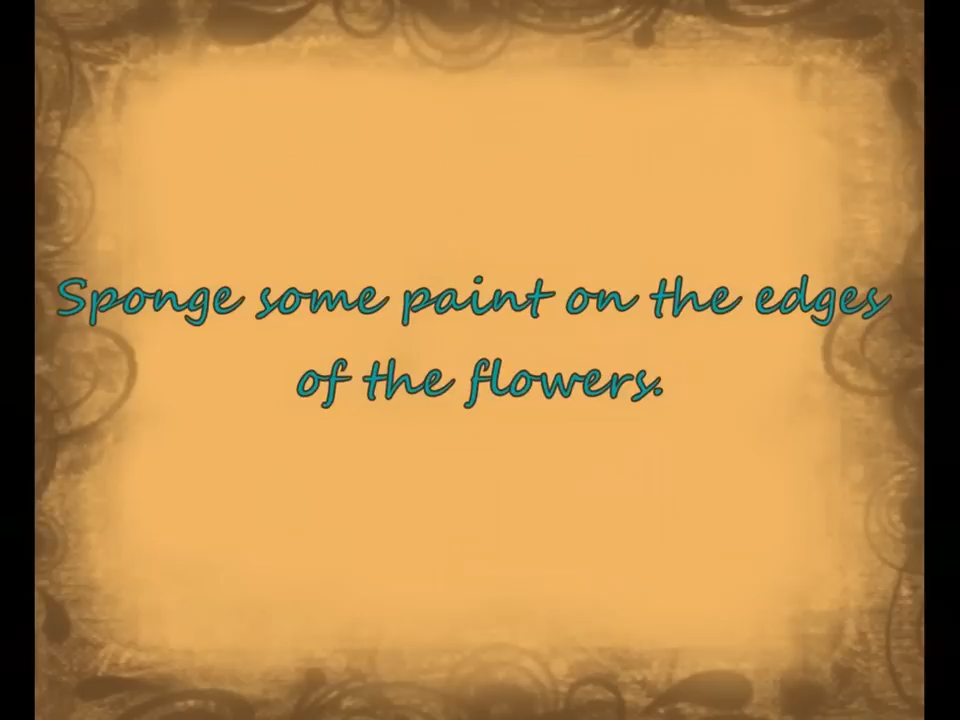 Sponge some paint on the edges
of the flowers.